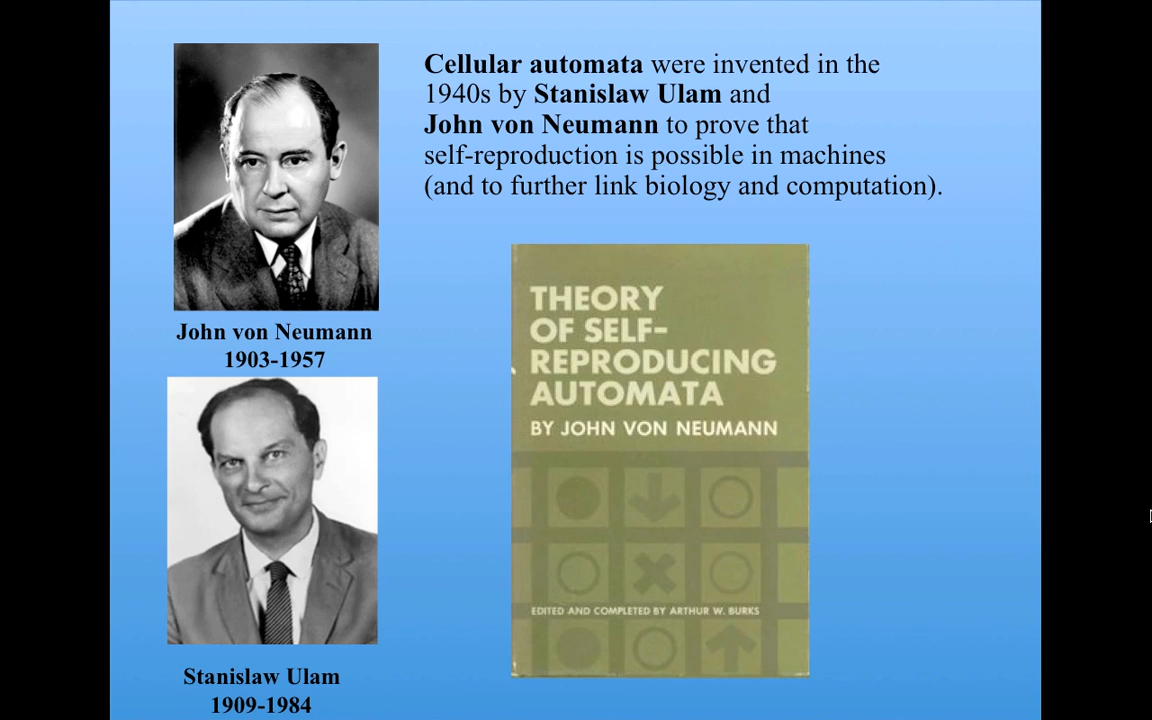 Cellular automata were invented in the
1940s by Stanislaw Ulam and
John von Neumann to prove that
self-reproduction is possible in machines
(and to further link biology and computation).
John von Neumann
1903-1957
Stanislaw Ulam
1909-1984
THEORY
OF SELF-
REPRODUCING
AUTOMATA
BY JOHN VON NEUMANN
EDITED AND COMPLETED BY ARTHUR W. BURKS